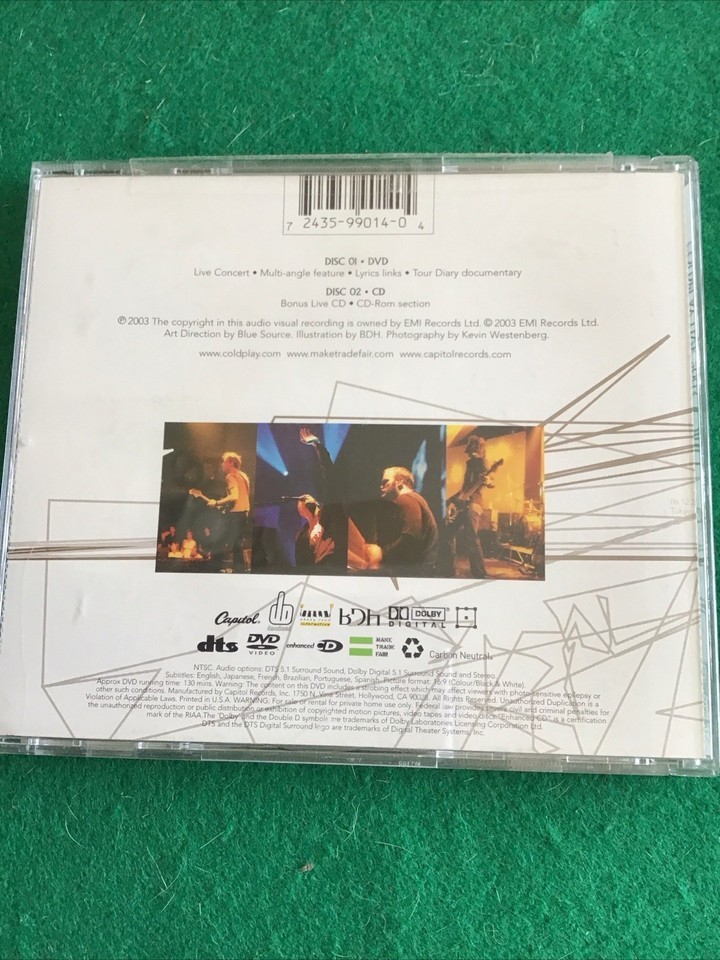 7 2435-99014-0 4
DISC 01 • DVD
Live Concert • Multi-angle feature • Lyrics links • Tour Diary documentary
DISC 02 • CD
Bonus Live CD • CD-Rom section
℗ 2003 The copyright in this audio visual recording is owned by EMI Records Ltd. © 2003 EMI Records Ltd.
Art Direction by Blue Source. Illustration by BDH. Photography by Kevin Westenberg.
www.coldplay.com www.maketradefair.com www.capitolrecords.com
Capitol.
BDH DOLBY
DIGITAL
dts DVD VIDEO enhanced CD MAKE TRADE FAIR Carbon Neutral.
NTSC. Audio options: DTS 5.1 Surround Sound, Dolby Digital 5.1 Surround Sound and Stereo.
Subtitles: English, Japanese, French, Brazilian, Portuguese, Spanish. Picture format: 16:9 (Colour/Black & White).
Approx DVD running time: 130 mins. Warning: The content on this DVD includes a strobing effect which may affect viewers with photo-sensitive epilepsy or
other such conditions. Manufactured by Capitol Records, Inc. 1750 N. Vine Street, Hollywood, CA 90028. All Rights Reserved. Unauthorized Duplication is a
Violation of Applicable Laws. Printed in U.S.A. WARNING: For sale or rental for private home use only. Federal law provides severe civil and criminal penalties for
the unauthorized reproduction or public distribution or exhibition of copyrighted motion pictures, video tapes and video discs. "Enhanced CD" is a certification
mark of the RIAA. The "Dolby" and the Double D symbols are trademarks of Dolby Laboratories Licensing Corporation Ltd.
DTS and the DTS Digital Surround logo are trademarks of Digital Theater Systems, Inc.